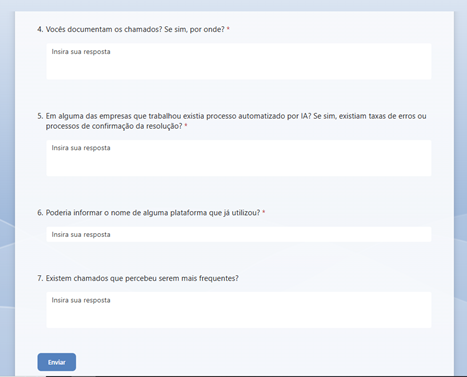 4. Vocês documentam os chamados? Se sim, por onde? *
Insira sua resposta
5. Em alguma das empresas que trabalhou existia processo automatizado por IA? Se sim, existiam taxas de erros ou
processos de confirmação da resolução? *
Insira sua resposta
6. Poderia informar o nome de alguma plataforma que já utilizou? *
Insira sua resposta
7. Existem chamados que percebeu serem mais frequentes?
Insira sua resposta
Enviar